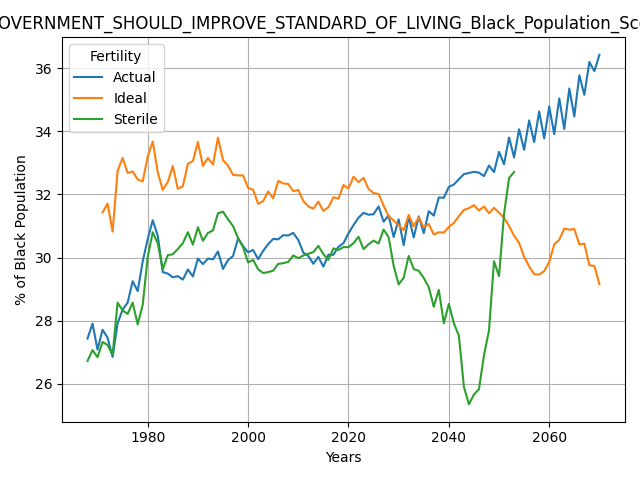 OVERNMENT_SHOULD_IMPROVE_STANDARD_OF_LIVING_Black_Population_Sc
Fertility
Actual
Ideal
Sterile
36
34
32
30
28
26
% of Black Population
1980
2000
2020
2040
2060
Years